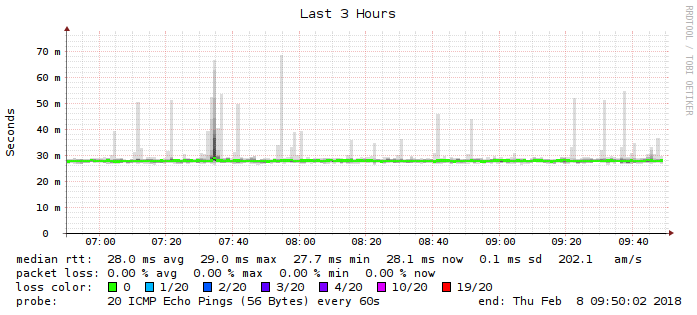 Last 3 Hours
RRDTOOL / TOBI OETIKER
Seconds
70 m
60 m
50 m
40 m
30 m
20 m
10 m
0
07:00 07:20 07:40 08:00 08:20 08:40 09:00 09:20 09:40
median rtt: 28.0 ms avg 29.0 ms max 27.7 ms min 28.1 ms now 0.1 ms sd 202.1 am/s
packet loss: 0.00 % avg 0.00 % max 0.00 % min 0.00 % now
loss color: 0 1/20 2/20 3/20 4/20 10/20 19/20
probe: 20 ICMP Echo Pings (56 Bytes) every 60s end: Thu Feb 8 09:50:02 2018